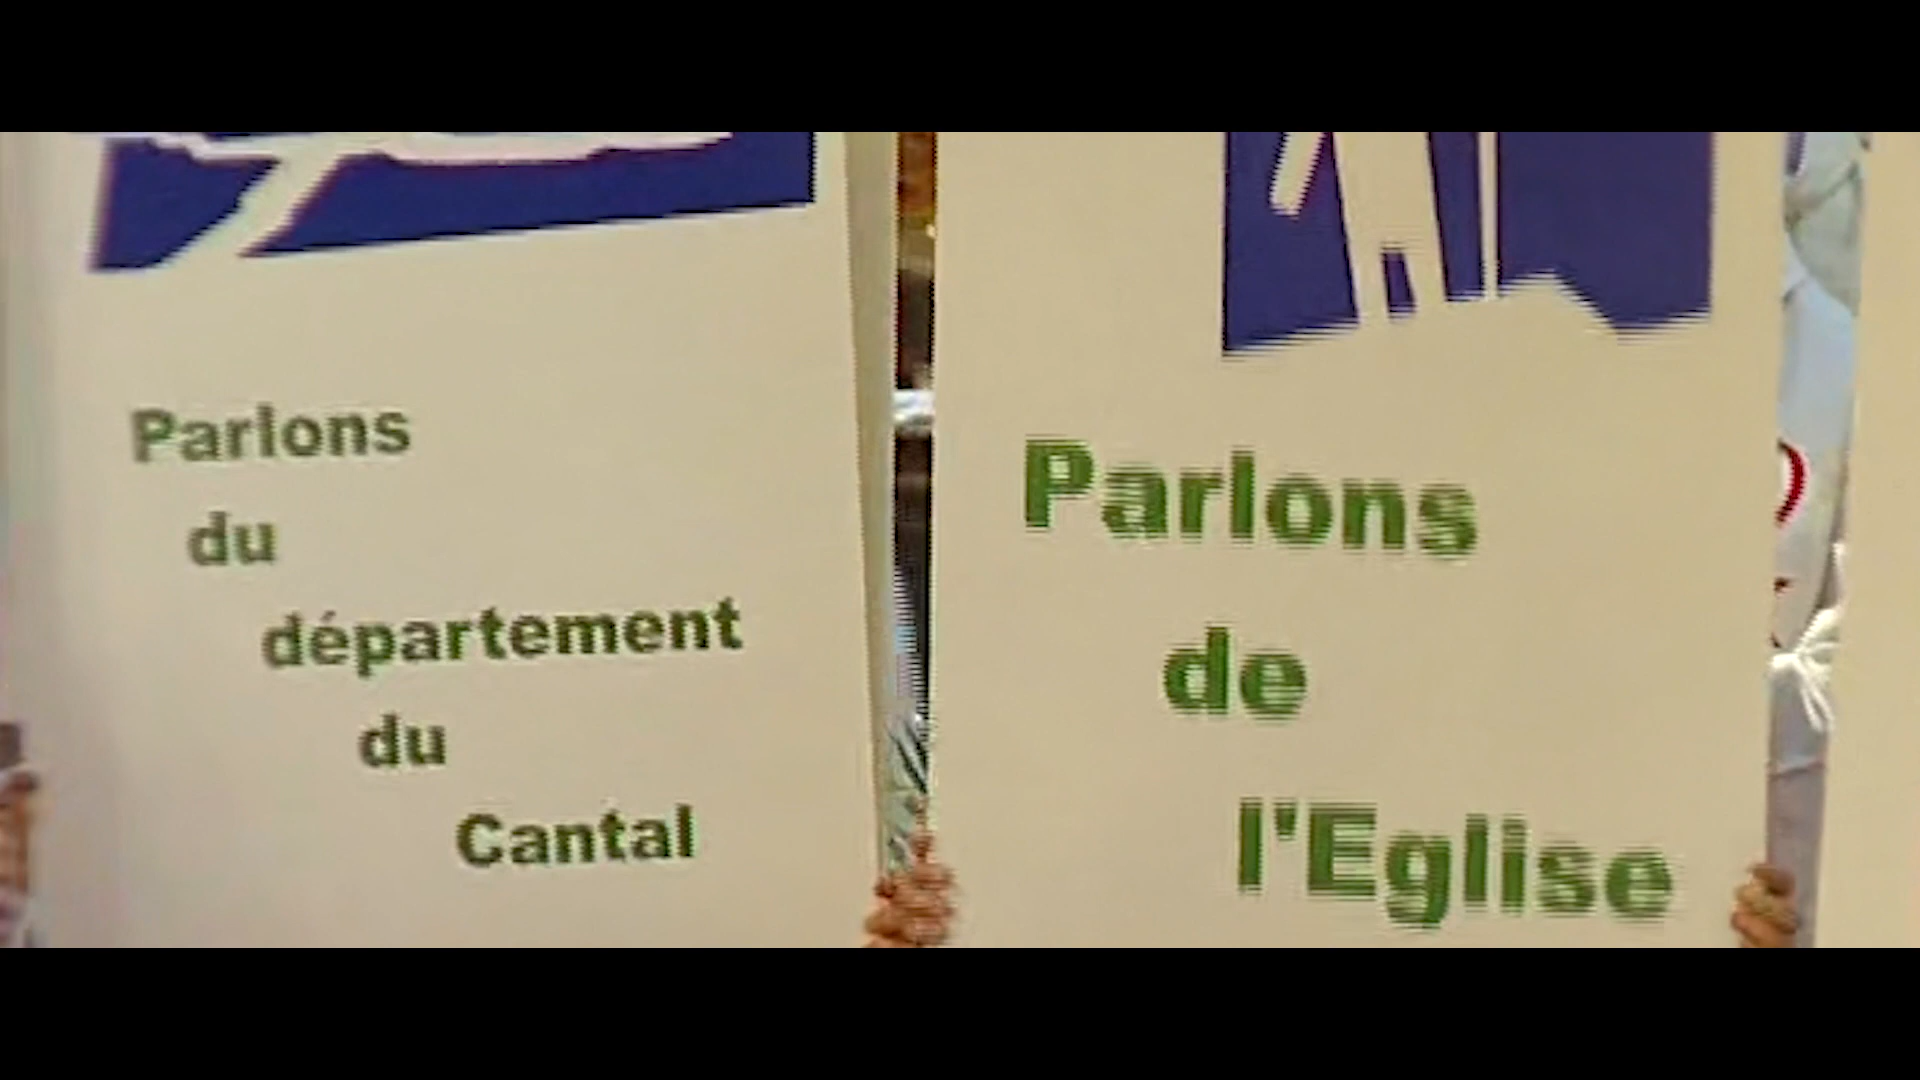 Parlons
du
département
du
Cantal
Parlons
de
l'Eglise